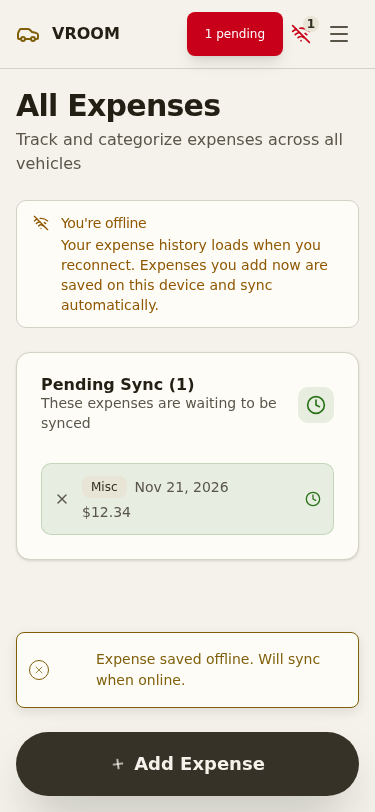 VROOM
1 pending
1
All Expenses
Track and categorize expenses across all
vehicles
You're offline
Your expense history loads when you
reconnect. Expenses you add now are
saved on this device and sync
automatically.
Pending Sync (1)
These expenses are waiting to be
synced
Misc Nov 21, 2026
$12.34
Expense saved offline. Will sync
when online.
+ Add Expense